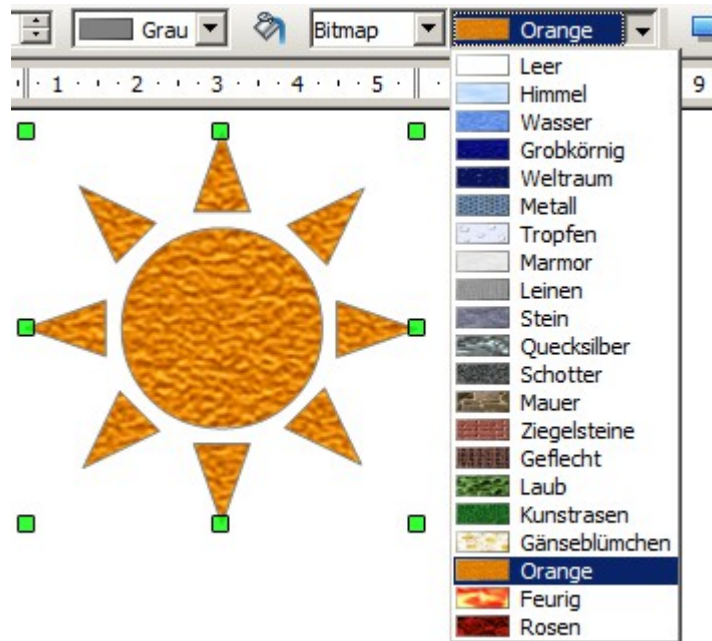 Grau Bitmap Orange
1 2 3 4 5 9
Leer
Himmel
Wasser
Grobkörnig
Weltraum
Metall
Tropfen
Marmor
Leinen
Stein
Quecksilber
Schotter
Mauer
Ziegelsteine
Geflecht
Laub
Kunstrasen
Gänseblümchen
Orange
Feurig
Rosen